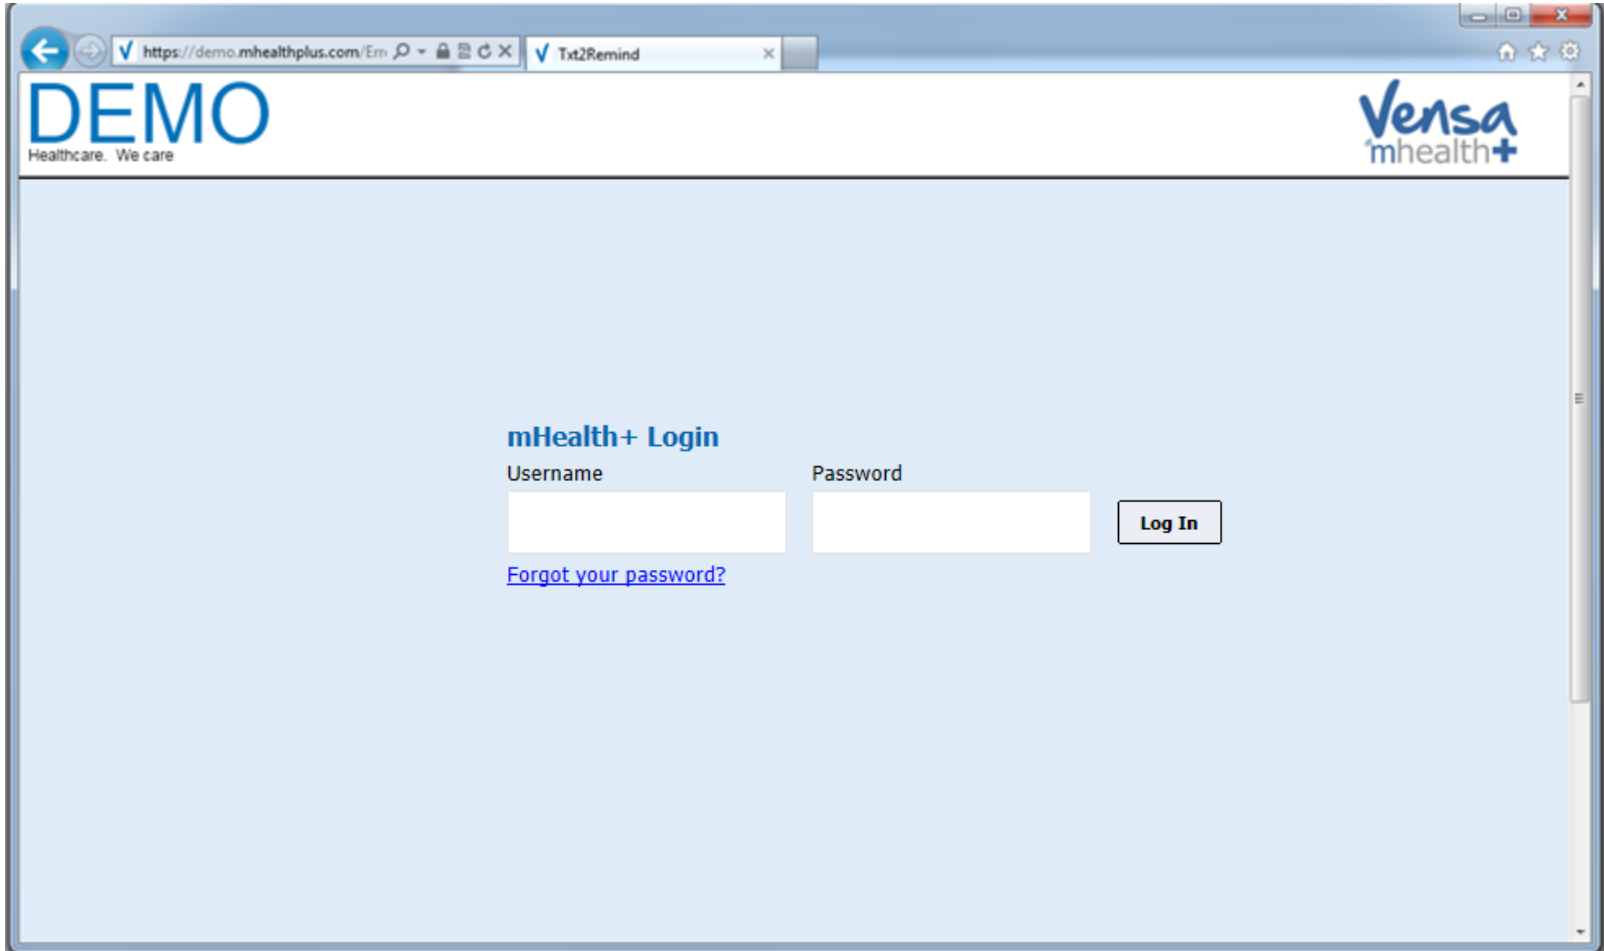 https://demo.mhealthplus.com/Err
Txt2Remind
DEMO
Healthcare. We care
Vensa
mhealth+
mHealth+ Login
Username Password
Log In
Forgot your password?